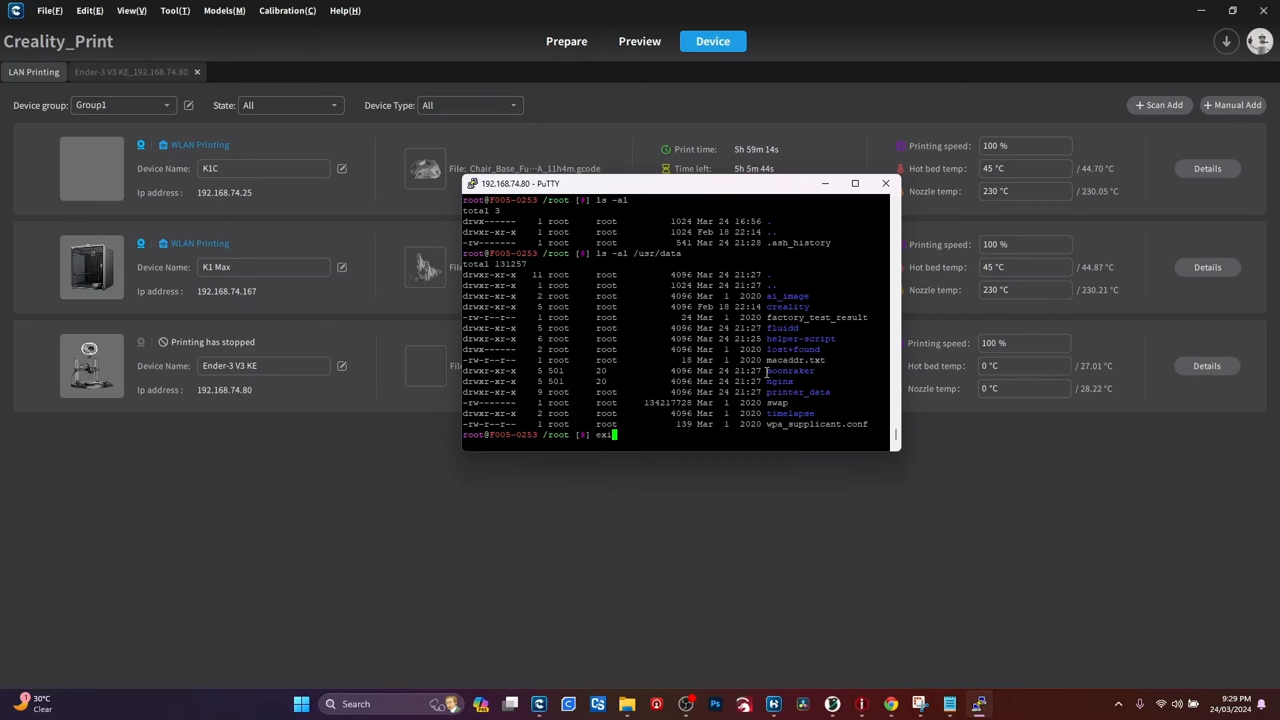 File(F) Edit(E) View(V) Tool(T) Models(M) Calibration(C) Help(H)
Creality_Print
Prepare Preview Device
LAN Printing Ender-3 V3 KE_192.168.74.80 ×
Device group: Group1 State: All Device Type: All + Scan Add + Manual Add
WLAN Printing Print time: 5h 59m 14s Printing speed: 100 %
Device Name: K1C File: Chair_Base_Fu···A_11h4m.gcode Time left: 5h 5m 44s Hot bed temp: 45 °C / 44.70 °C Details
Ip address : 192.168.74.25 Nozzle temp: 230 °C / 230.05 °C
192.168.74.80 - PuTTY
root@F005-0253 /root [#] ls -al
total 3
drwx------ 1 root root 1024 Mar 24 16:56 .
drwxr-xr-x 1 root root 1024 Feb 18 22:14 ..
-rw------- 1 root root 541 Mar 24 21:28 .ash_history
root@F005-0253 /root [#] ls -al /usr/data
total 131257
drwxr-xr-x 11 root root 4096 Mar 24 21:27 .
drwxr-xr-x 1 root root 1024 Mar 24 21:27 ..
drwxr-xr-x 2 root root 4096 Mar 1 2020 ai_image
drwxr-xr-x 5 root root 4096 Feb 18 22:14 creality
-rw-r--r-- 1 root root 24 Mar 1 2020 factory_test_result
drwxr-xr-x 5 root root 4096 Mar 24 21:27 fluidd
drwxr-xr-x 6 root root 4096 Mar 24 21:25 helper-script
drwx------ 2 root root 4096 Mar 1 2020 lost+found
-rw-r--r-- 1 root root 18 Mar 1 2020 macaddr.txt
drwxr-xr-x 5 501 20 4096 Mar 24 21:27 moonraker
drwxr-xr-x 5 501 20 4096 Mar 24 21:27 nginx
drwxr-xr-x 9 root root 4096 Mar 24 21:27 printer_data
-rw------- 1 root root 134217728 Mar 1 2020 swap
drwxr-xr-x 2 root root 4096 Mar 1 2020 timelapse
-rw-r--r-- 1 root root 139 Mar 1 2020 wpa_supplicant.conf
root@F005-0253 /root [#] exi
WLAN Printing Printing speed: 100 %
Device Name: K1 Max Fil Hot bed temp: 45 °C / 44.87 °C Details
Ip address : 192.168.74.167 Nozzle temp: 230 °C / 230.21 °C
Printing has stopped Printing speed: 100 %
Device Name: Ender-3 V3 KE Fil Hot bed temp: 0 °C / 27.01 °C Details
Ip address : 192.168.74.80 Nozzle temp: 0 °C / 28.22 °C
1 30°C
Clear
Search
9:29 PM
24/03/2024